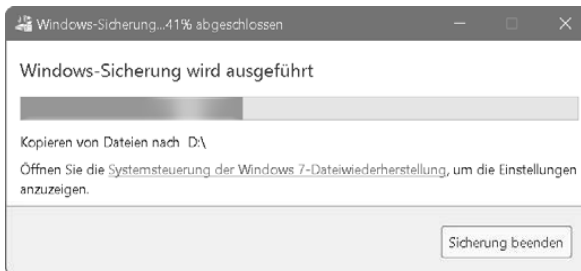 Windows-Sicherung...41% abgeschlossen
Windows-Sicherung wird ausgeführt
Kopieren von Dateien nach D:\
Öffnen Sie die Systemsteuerung der Windows 7-Dateiwiederherstellung, um die Einstellungen
anzuzeigen.
Sicherung beenden